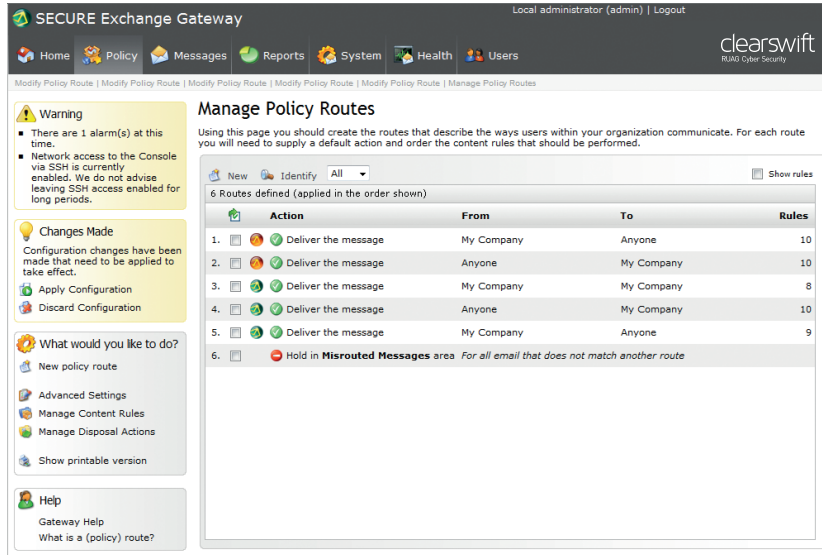 SECURE Exchange Gateway
Local administrator (admin) | Logout
clearswift
RUAG Cyber Security
Home Policy Messages Reports System Health Users
Modify Policy Route | Modify Policy Route | Modify Policy Route | Modify Policy Route | Modify Policy Route | Manage Policy Routes
Warning
There are 1 alarm(s) at this
time.
Network access to the Console
via SSH is currently
enabled. We do not advise
leaving SSH access enabled for
long periods.
Changes Made
Configuration changes have been
made that need to be applied to
take effect.
Apply Configuration
Discard Configuration
What would you like to do?
New policy route
Advanced Settings
Manage Content Rules
Manage Disposal Actions
Show printable version
Help
Gateway Help
What is a (policy) route?
Manage Policy Routes
Using this page you should create the routes that describe the ways users within your organization communicate. For each route
you will need to supply a default action and order the content rules that should be performed.
New Identify All Show rules
6 Routes defined (applied in the order shown)
Action From To Rules
1. Deliver the message My Company Anyone 10
2. Deliver the message Anyone My Company 10
3. Deliver the message My Company My Company 8
4. Deliver the message Anyone My Company 10
5. Deliver the message My Company Anyone 9
6. Hold in Misrouted Messages area For all email that does not match another route